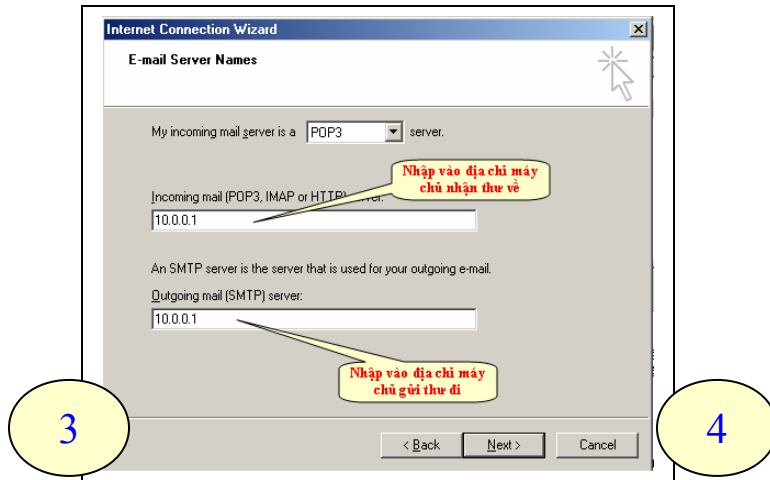 Internet Connection Wizard
E-mail Server Names
My incoming mail server is a POP3 server.
Nhập vào địa chỉ máy
chủ nhận thư về
Incoming mail (POP3, IMAP or HTTP) server:
10.0.0.1
An SMTP server is the server that is used for your outgoing e-mail.
Outgoing mail (SMTP) server:
10.0.0.1
Nhập vào địa chỉ máy
chủ gửi thư đi
3
4
< Back Next > Cancel